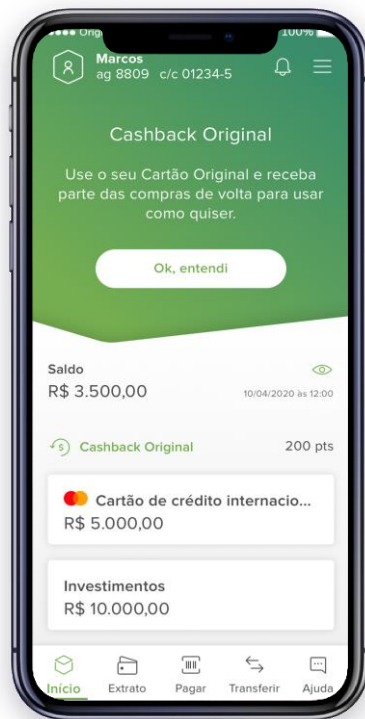 Orig
100%
Marcos
ag 8809 c/c 01234-5
Cashback Original
Use o seu Cartão Original e receba
parte das compras de volta para usar
como quiser.
Ok, entendi
Saldo
R$ 3.500,00
10/04/2020 às 12:00
Cashback Original 200 pts
Cartão de crédito internacio...
R$ 5.000,00
Investimentos
R$ 10.000,00
Início Extrato Pagar Transferir Ajuda